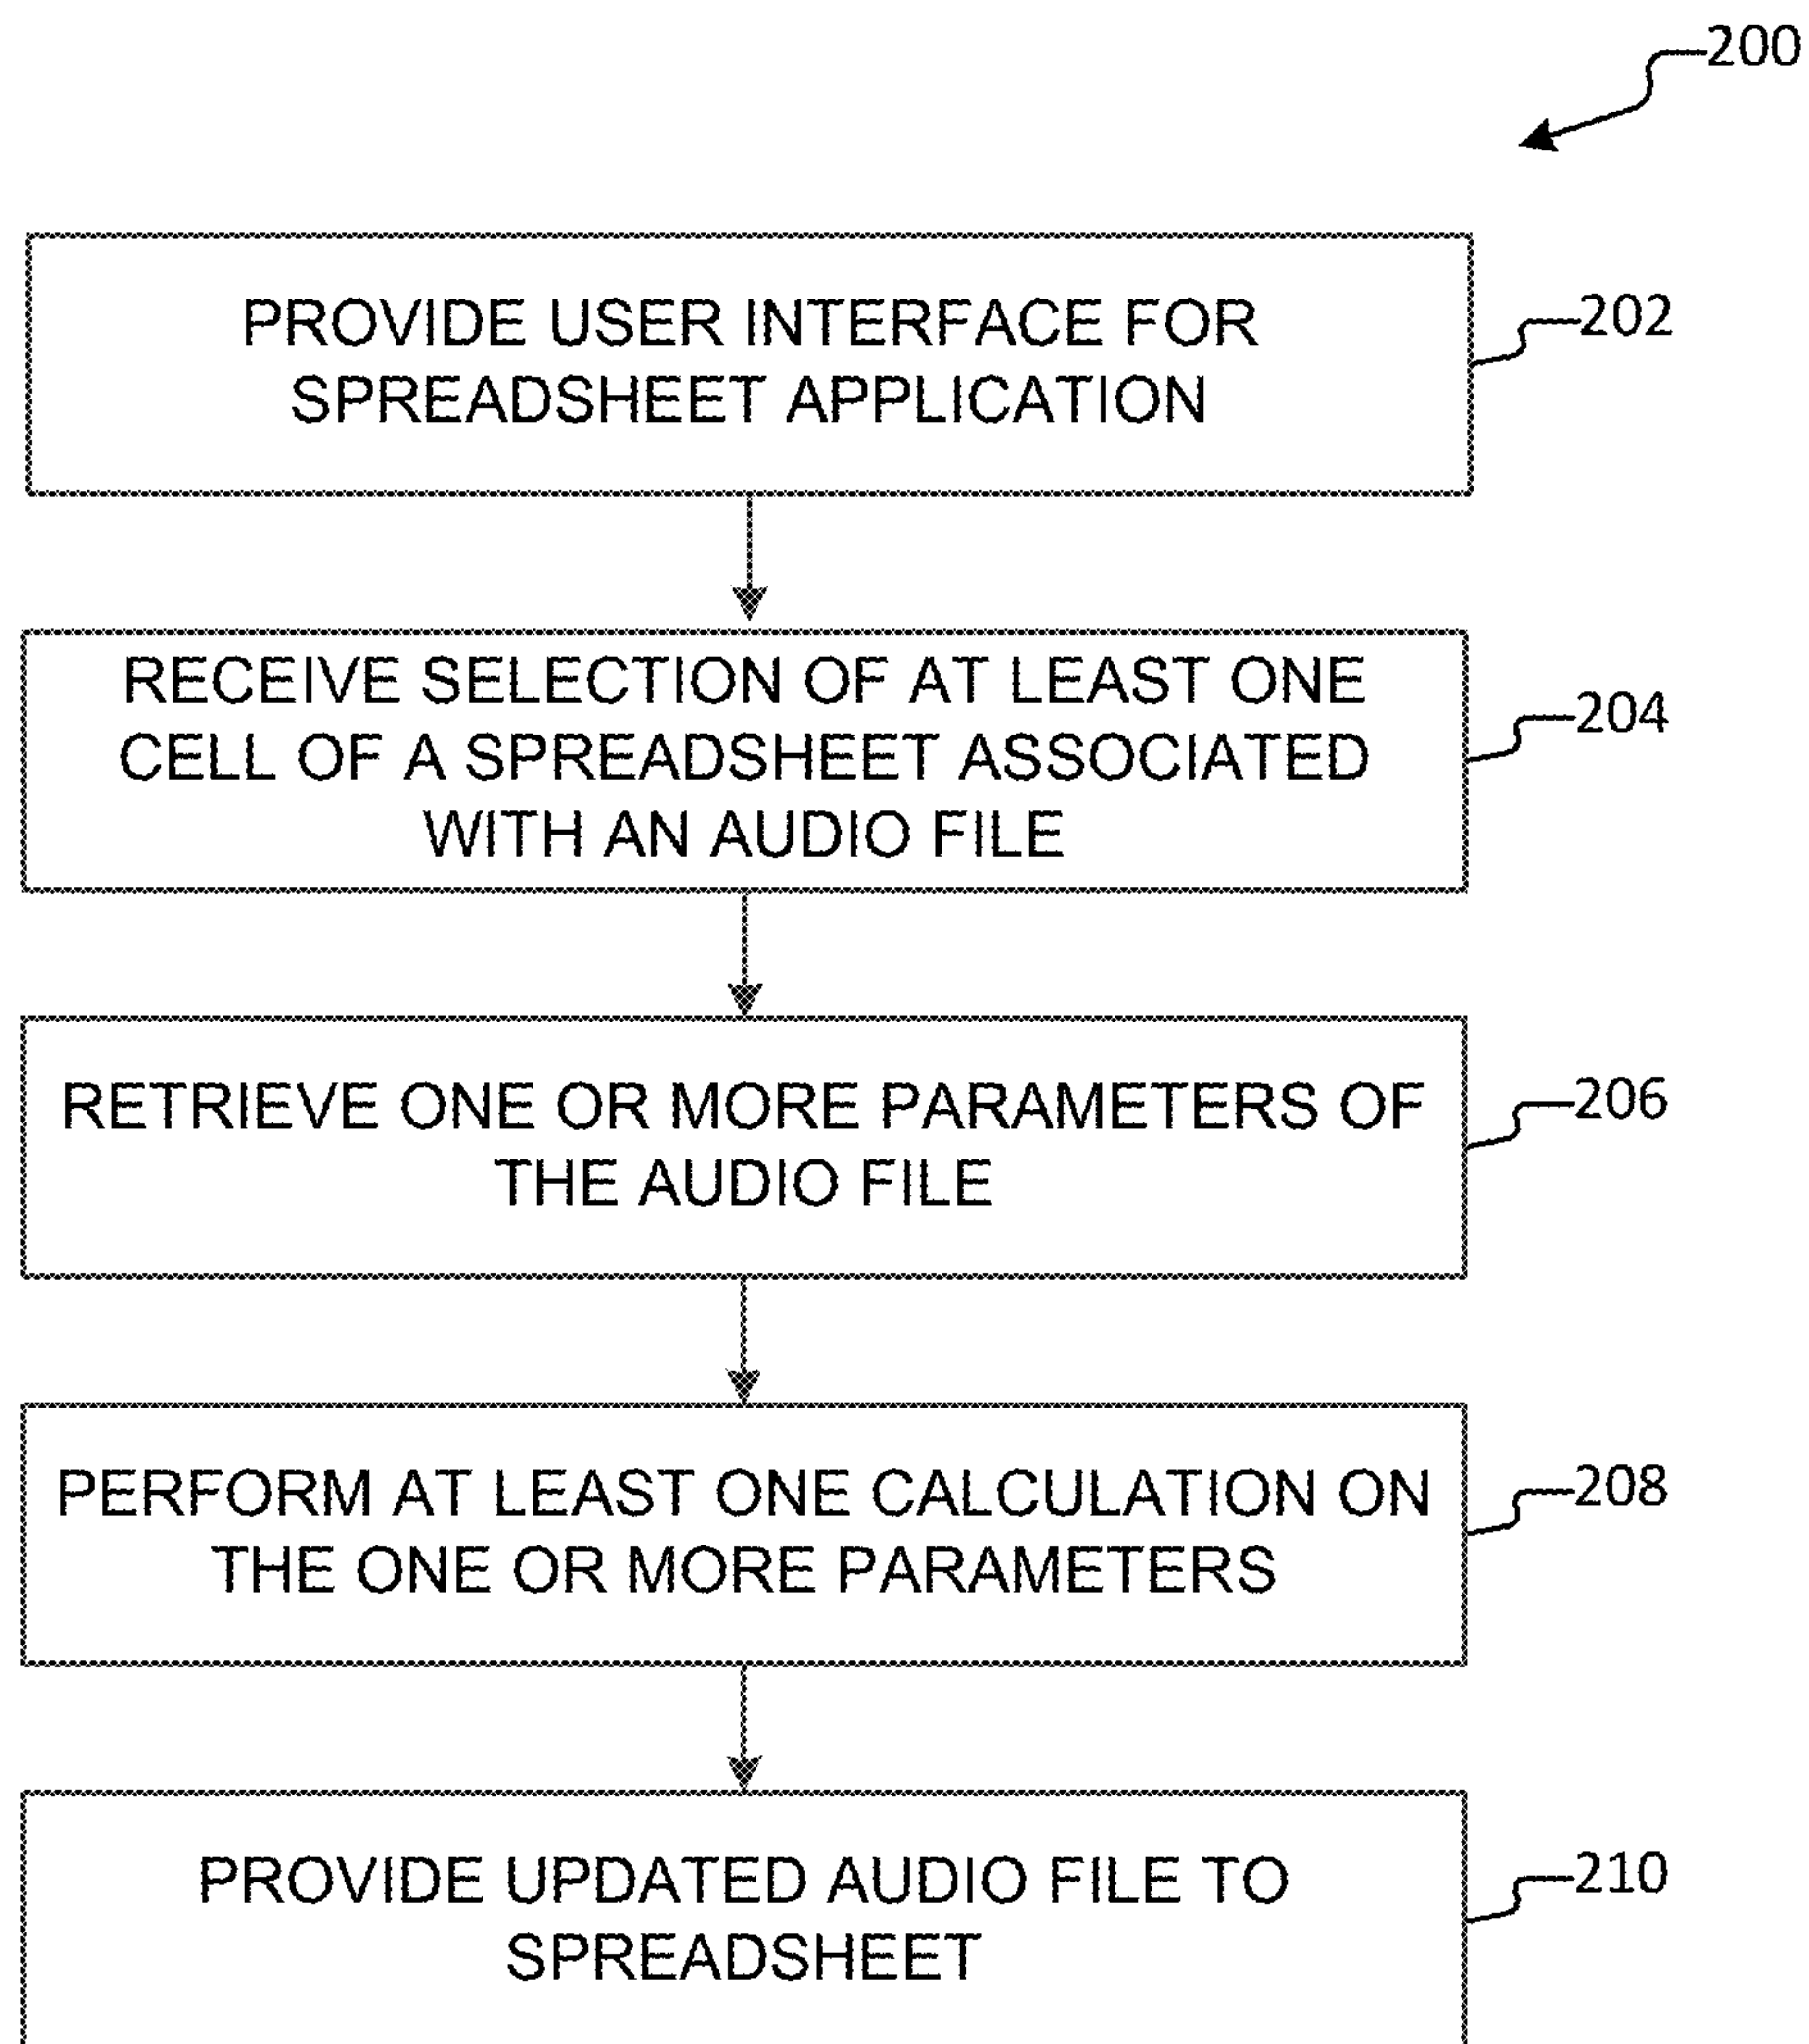 200
PROVIDE USER INTERFACE FOR
SPREADSHEET APPLICATION
202
RECEIVE SELECTION OF AT LEAST ONE
CELL OF A SPREADSHEET ASSOCIATED
WITH AN AUDIO FILE
204
RETRIEVE ONE OR MORE PARAMETERS OF
THE AUDIO FILE
206
PERFORM AT LEAST ONE CALCULATION ON
THE ONE OR MORE PARAMETERS
208
PROVIDE UPDATED AUDIO FILE TO
SPREADSHEET
210